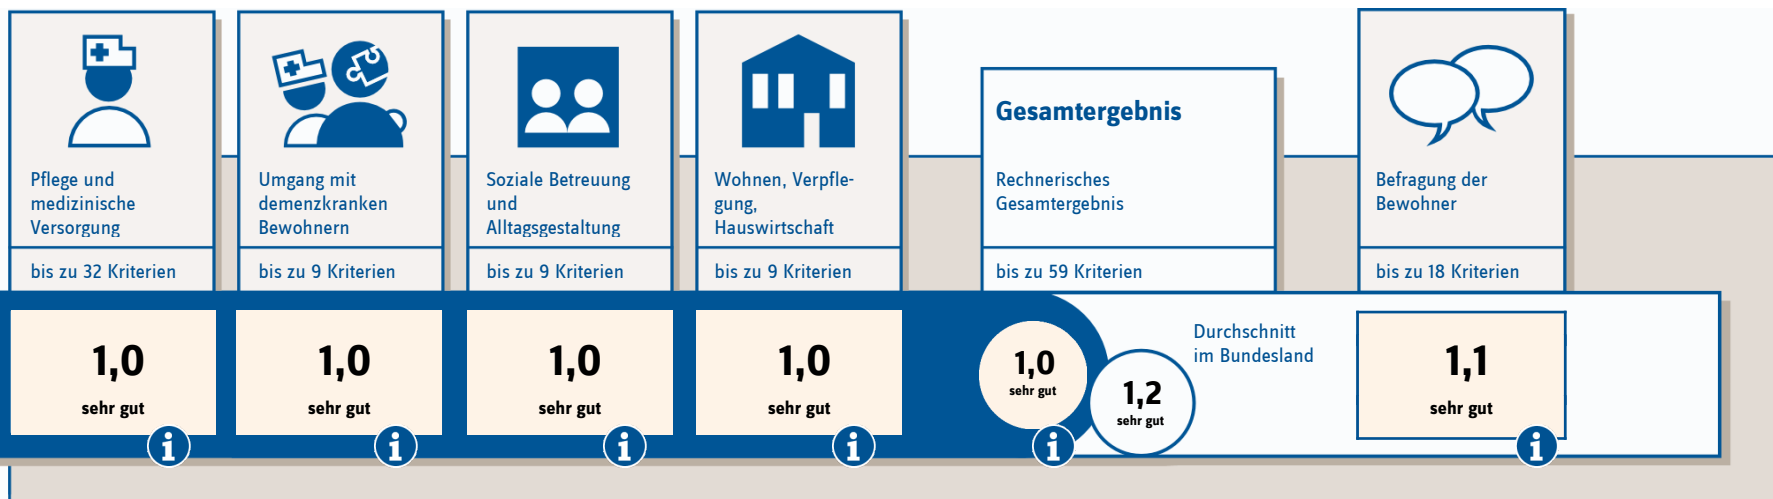 Pflege und
medizinische
Versorgung
bis zu 32 Kriterien
1,0
sehr gut
i
Umgang mit
demenzkranken
Bewohnern
bis zu 9 Kriterien
1,0
sehr gut
i
Soziale Betreuung
und
Alltagsgestaltung
bis zu 9 Kriterien
1,0
sehr gut
i
Wohnen, Verpfle-
gung,
Hauswirtschaft
bis zu 9 Kriterien
1,0
sehr gut
i
Gesamtergebnis
Rechnerisches
Gesamtergebnis
bis zu 59 Kriterien
1,0
sehr gut
i
1,2
sehr gut
Durchschnitt
im Bundesland
Befragung der
Bewohner
bis zu 18 Kriterien
1,1
sehr gut
i